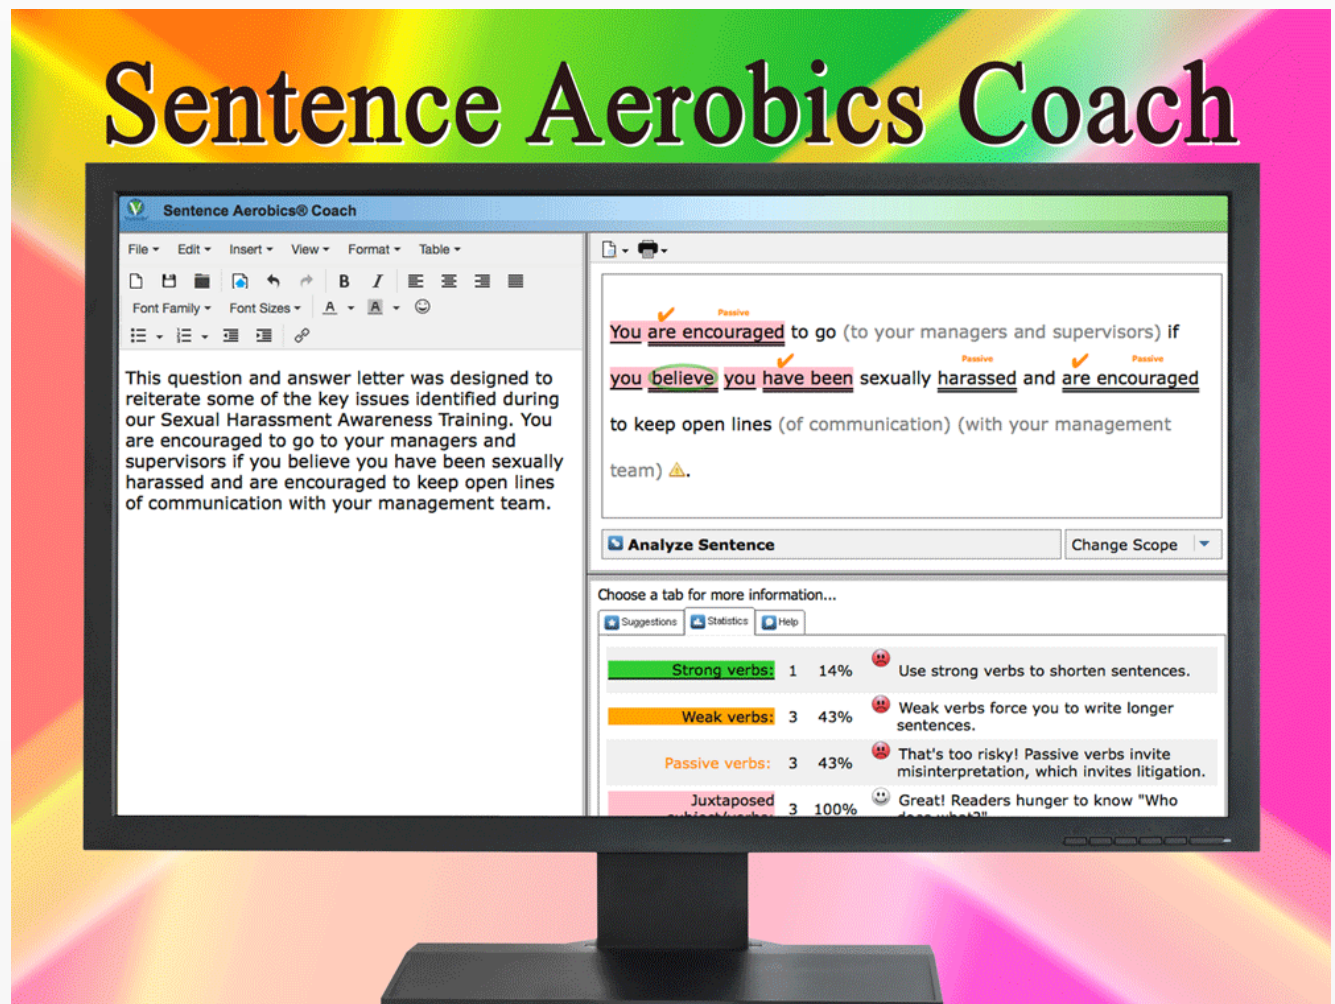 Sentence Aerobics Coach
Sentence Aerobics® Coach
File Edit Insert View Format Table
B I
Font Family Font Sizes A A
This question and answer letter was designed to
reiterate some of the key issues identified during
our Sexual Harassment Awareness Training. You
are encouraged to go to your managers and
supervisors if you believe you have been sexually
harassed and are encouraged to keep open lines
of communication with your management team.
Passive
You are encouraged to go (to your managers and supervisors) if
Passive Passive
you believe you have been sexually harassed and are encouraged
to keep open lines (of communication) (with your management
team) .
Analyze Sentence Change Scope
Choose a tab for more information...
Suggestions Statistics Help
Strong verbs: 1 14% Use strong verbs to shorten sentences.
Weak verbs: 3 43% Weak verbs force you to write longer
sentences.
Passive verbs: 3 43% That's too risky! Passive verbs invite
misinterpretation, which invites litigation.
Juxtaposed 3 100% Great! Readers hunger to know "Who